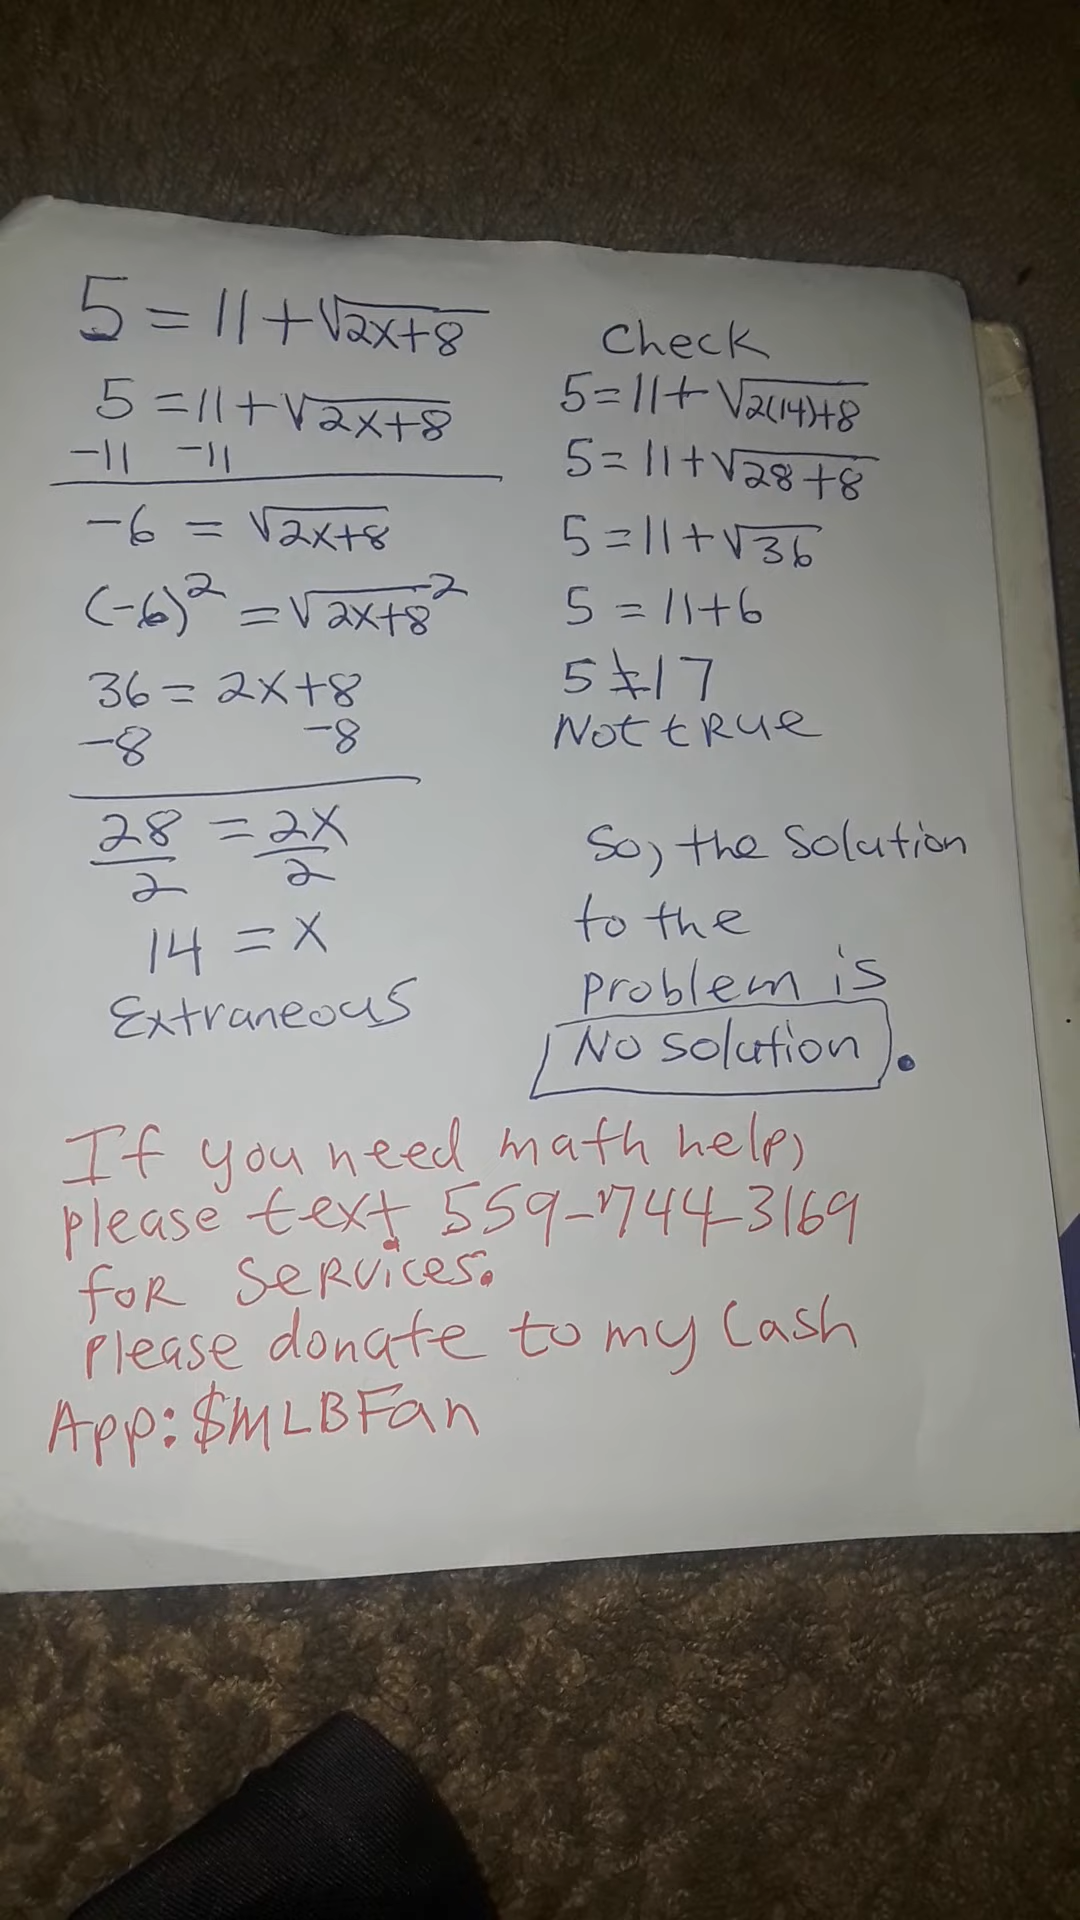 5 = 11 + √2x+8
5 = 11 + √2x+8
-11 -11
-6 = √2x+8
(-6)² = √2x+8²
36 = 2x+8
-8 -8
28 = 2x
2 2
14 = x
Extraneous
Check
5 = 11 + √2(14)+8
5 = 11 + √28+8
5 = 11 + √36
5 = 11+6
5 ≠ 17
Not true
So, the solution
to the
problem is
No solution.
If you need math help,
please text 559-744-3169
for services.
please donate to my Cash
App: $MLBFan